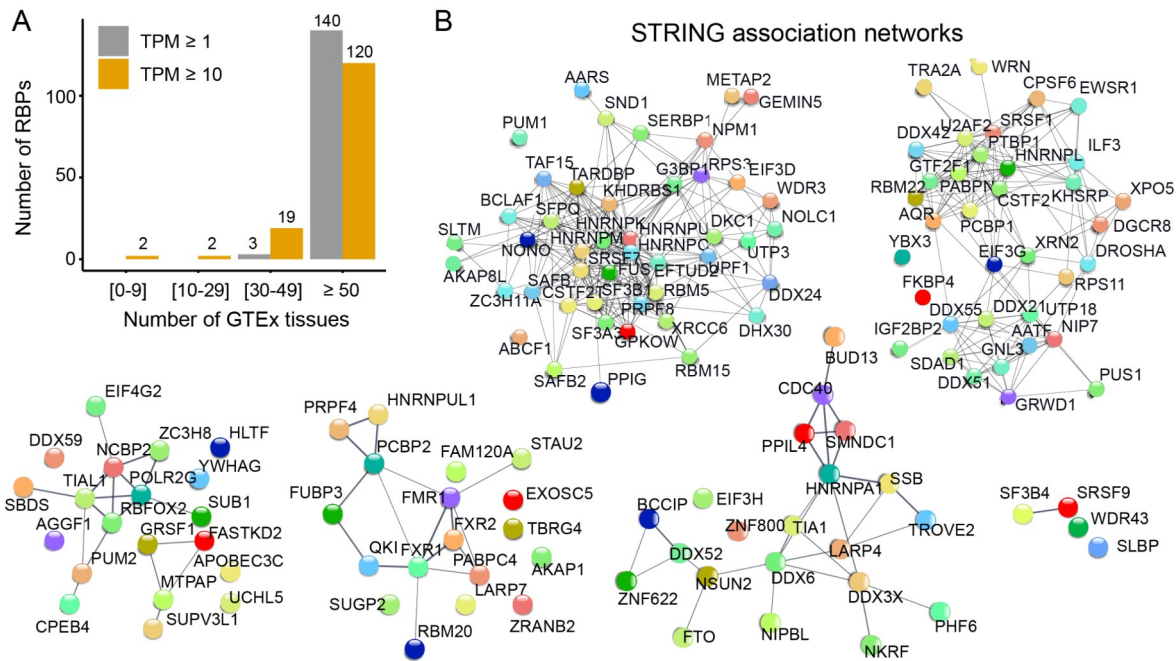 A
Number of RBPs
100
50
0
TPM ≥ 1
TPM ≥ 10
2
2
3
19
140
120
[0-9]
[10-29]
[30-49]
≥ 50
Number of GTEx tissues
B
STRING association networks
AARS
METAP2
GEMIN5
SND1
SERBP1
NPM1
PUM1
TAF15
TARDBP
G3BP1
RPS3
EIF3D
KHDRBS1
WDR3
BCLAF1
SFPQ
HNRNPK
HNRNPU
DKC1
NOLC1
SLTM
NONO
HNRNPM
HNRNPC
UTP3
SRSF7
AKAP8L
SAFB
FUS
EFTUD2
UPF1
ZC3H11A
CSTF2T
SF3B1
RBM5
DDX24
PRPF8
ABCF1
SF3A3
XRCC6
DHX30
GPKOW
SAFB2
PPIG
RBM15
TRA2A
WRN
CPSF6
EWSR1
U2AF2
SRSF1
DDX42
PTBP1
ILF3
GTF2F1
HNRNPL
RBM22
PABPN
CSTF2
KHSRP
XPO5
AQR
PCBP1
DGCR8
YBX3
EIF3G
XRN2
DROSHA
FKBP4
RPS11
DDX55
DDX21
UTP18
IGF2BP2
AATF
NIP7
SDAD1
GNL3
PUS1
DDX51
GRWD1
EIF4G2
DDX59
NCBP2
ZC3H8
HLTF
TIAL1
POLR2G
YWHAG
SBDS
RBFOX2
SUB1
AGGF1
GRSF1
FASTKD2
PUM2
APOBEC3C
MTPAP
UCHL5
CPEB4
SUPV3L1
PRPF4
HNRNPUL1
PCBP2
STAU2
FAM120A
FUBP3
FMR1
EXOSC5
FXR2
TBRG4
QKI
FXR1
PABPC4
AKAP1
SUGP2
LARP7
RBM20
ZRANB2
BUD13
CDC40
PPIL4
SMNDC1
HNRNPA1
SSB
BCCIP
EIF3H
ZNF800
TIA1
TROVE2
DDX52
LARP4
ZNF622
NSUN2
DDX6
DDX3X
FTO
NIPBL
PHF6
NKRF
SF3B4
SRSF9
WDR43
SLBP